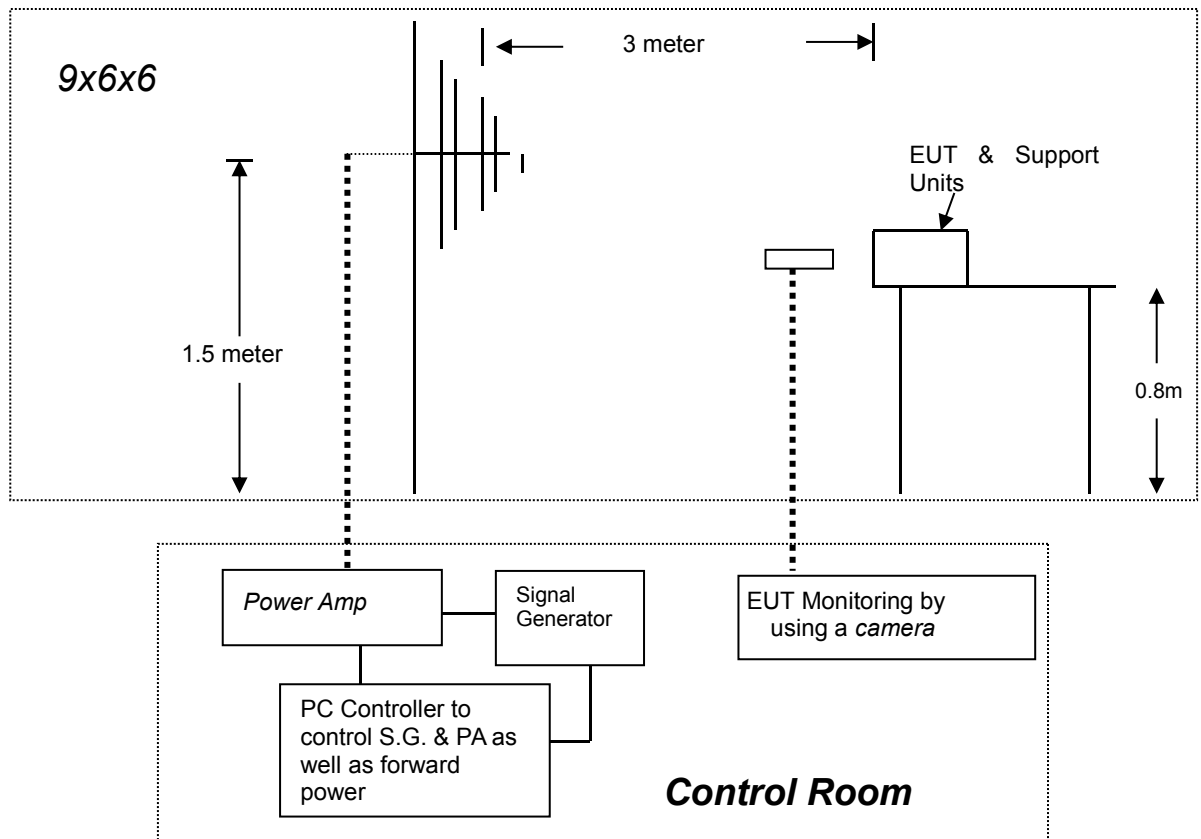 3 meter
9x6x6
EUT & Support
Units
1.5 meter
0.8m
Power Amp
Signal
Generator
EUT Monitoring by
using a camera
PC Controller to
control S.G. & PA as
well as forward
power
Control Room